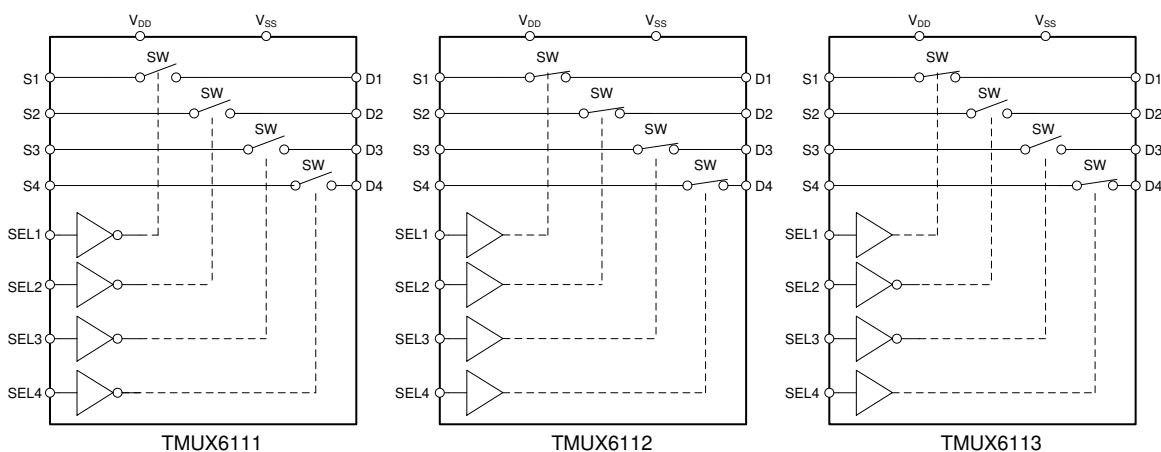 VDD
VSS
SW
S1
D1
SW
S2
D2
SW
S3
D3
SW
S4
D4
SEL1
SEL2
SEL3
SEL4
TMUX6111
VDD
VSS
SW
S1
D1
SW
S2
D2
SW
S3
D3
SW
S4
D4
SEL1
SEL2
SEL3
SEL4
TMUX6112
VDD
VSS
SW
S1
D1
SW
S2
D2
SW
S3
D3
SW
S4
D4
SEL1
SEL2
SEL3
SEL4
TMUX6113